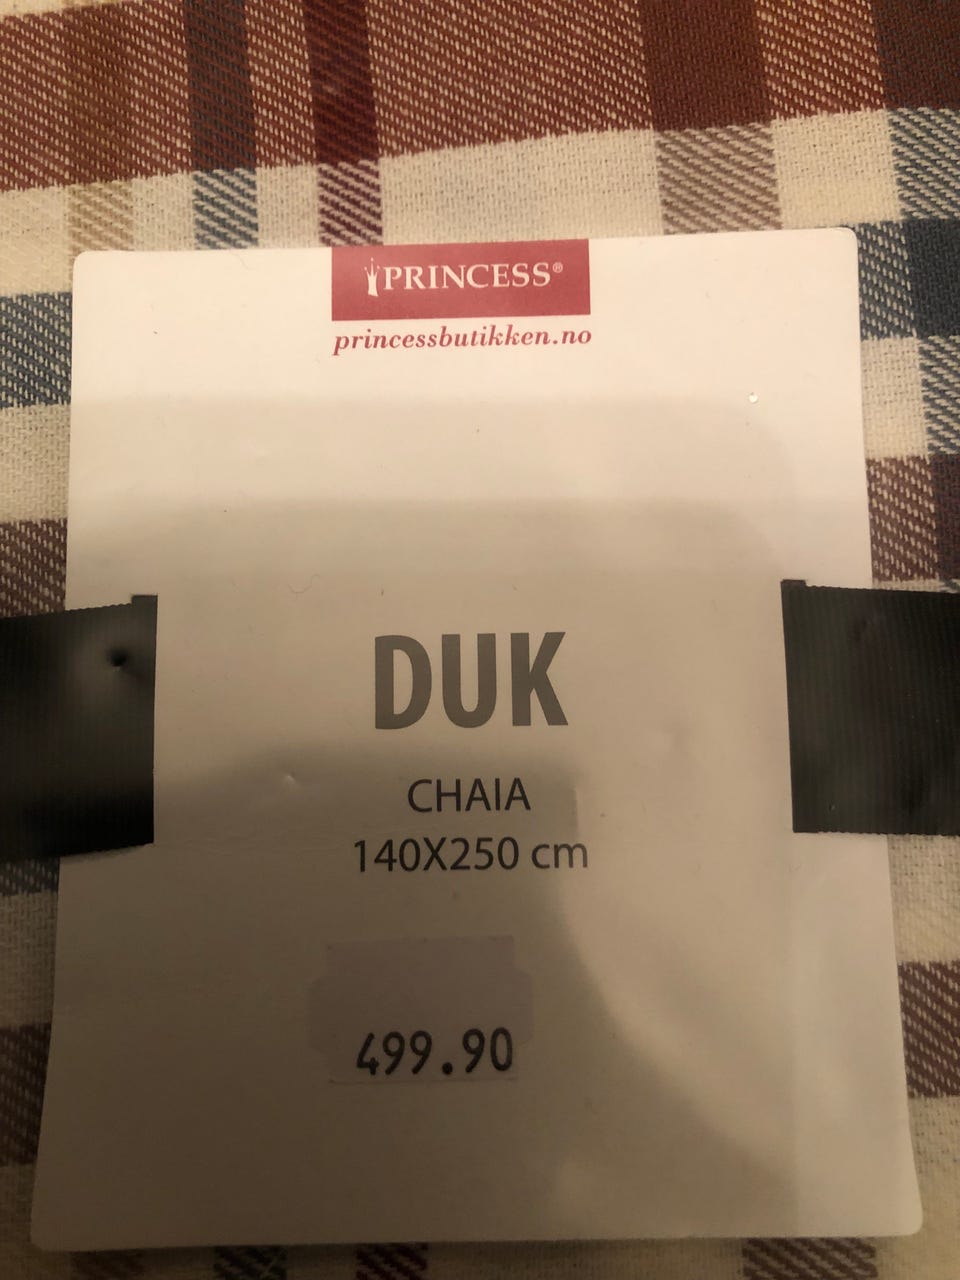 PRINCESS®
princessbutikken.no
DUK
CHAIA
140X250 cm
499.90